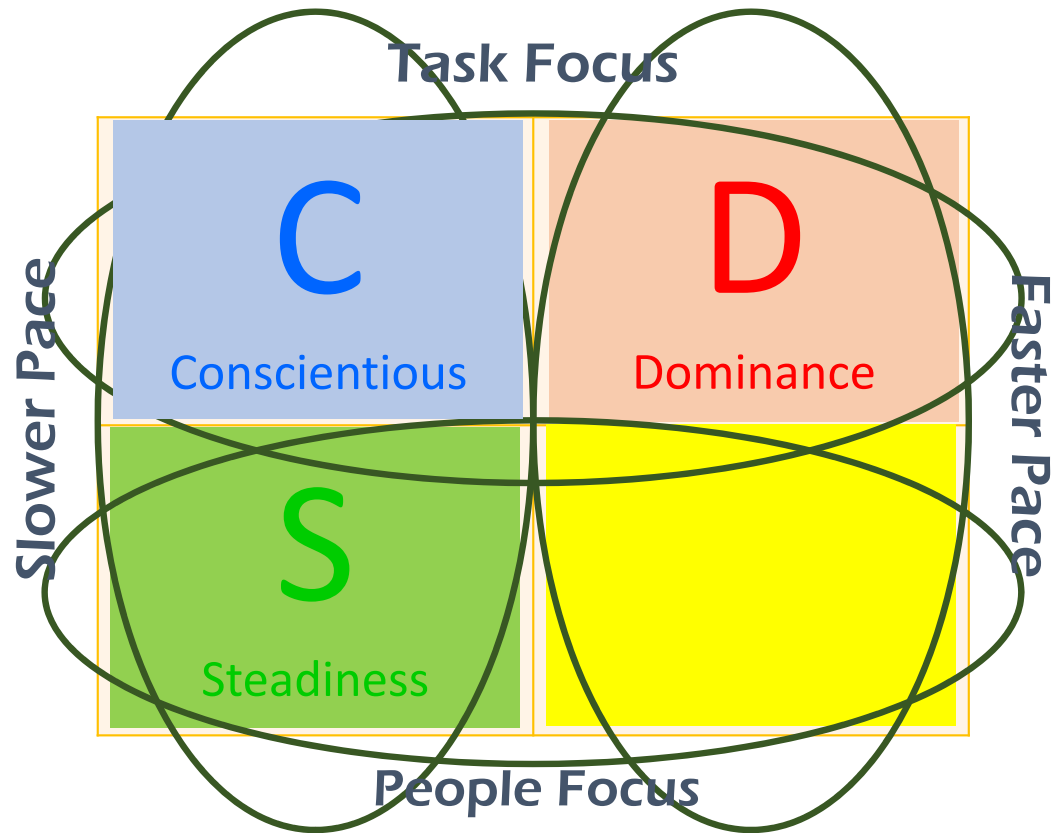 Task Focus
C
D
Conscientious
Dominance
Slower Pace
Faster Pace
S
Steadiness
People Focus